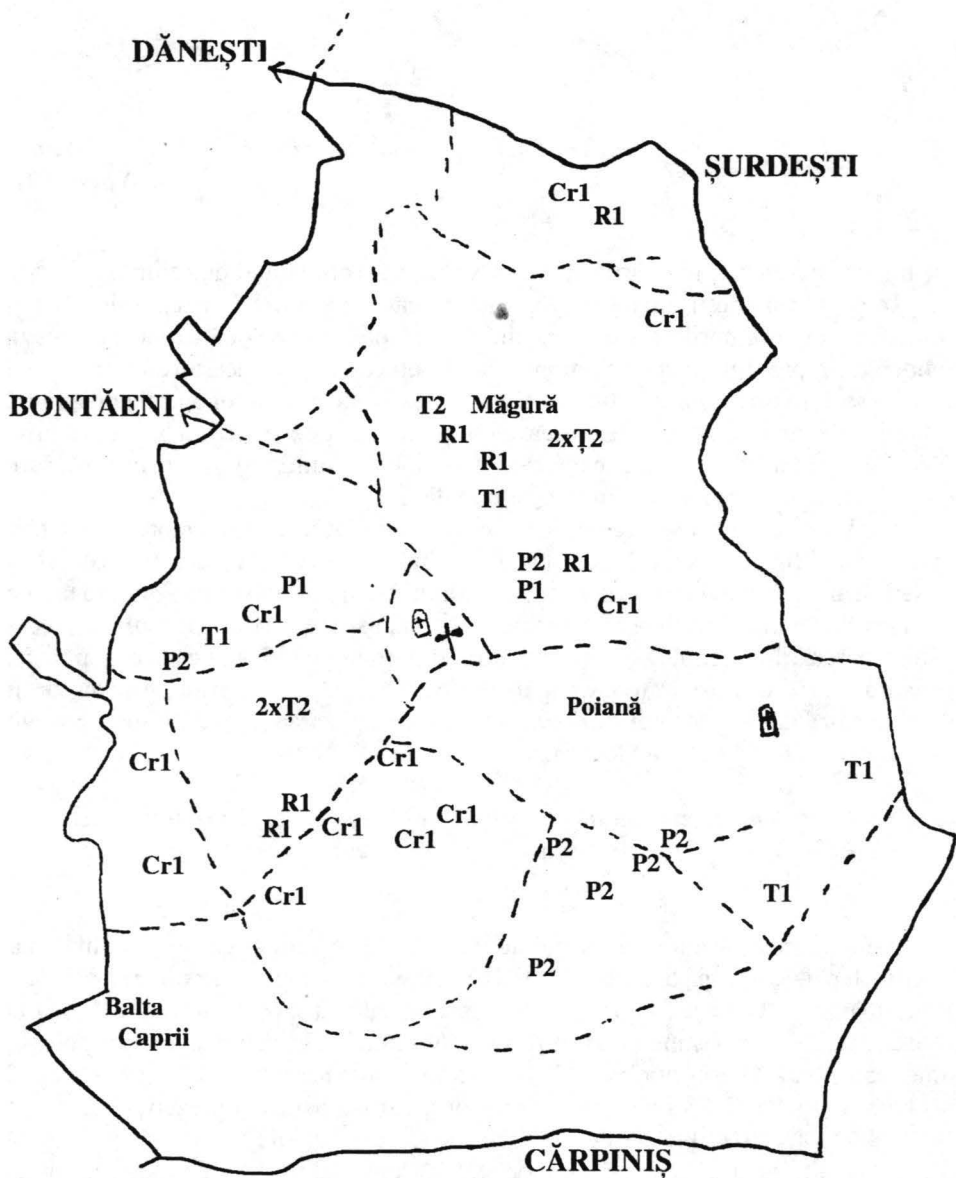 DĂNEȘTI
ȘURDEȘTI
Cr1
R1
Cr1
BONTĂENI
T2 Măgură
R1 2xȚ2
R1
T1
P2 R1
P1
P1
Cr1
Cr1
T1
P2
2xȚ2
Poiană
Cr1
Cr1
T1
R1
R1
Cr1
Cr1
Cr1
P2
P2
P2
Cr1
Cr1
P2
T1
P2
Balta
Caprii
CĂRPINIȘ